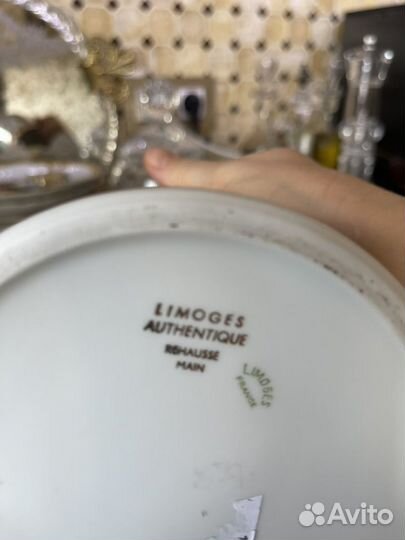 LIMOGES
AUTHENTIQUE
REHAUSSE
MAIN
LIMOGES
FRANCE
Avito